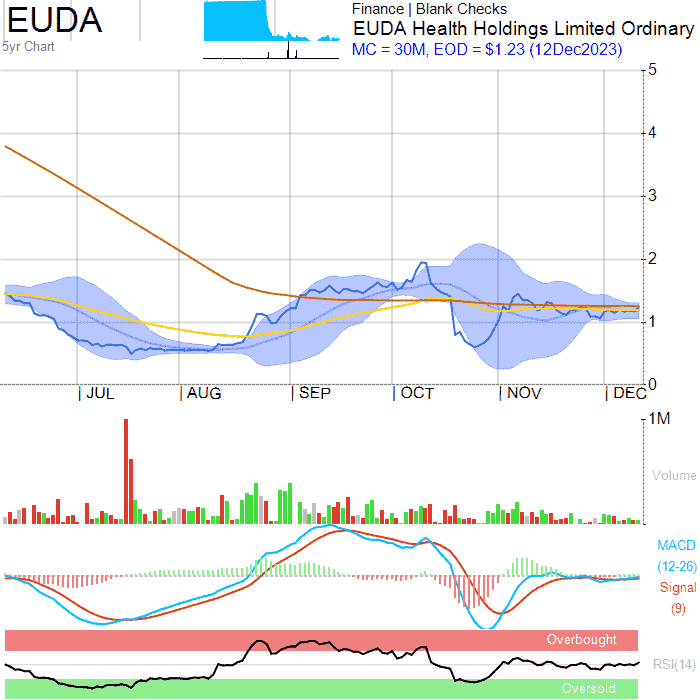 EUDA
5yr Chart
Finance | Blank Checks
EUDA Health Holdings Limited Ordinary
MC = 30M, EOD = $1.23 (12Dec2023)
5
4
3
2
1
0
| JUL | AUG | SEP | OCT | NOV | DEC
1M
Volume
MACD
(12-26)
Signal
(9)
Overbought
RSI(14)
Oversold